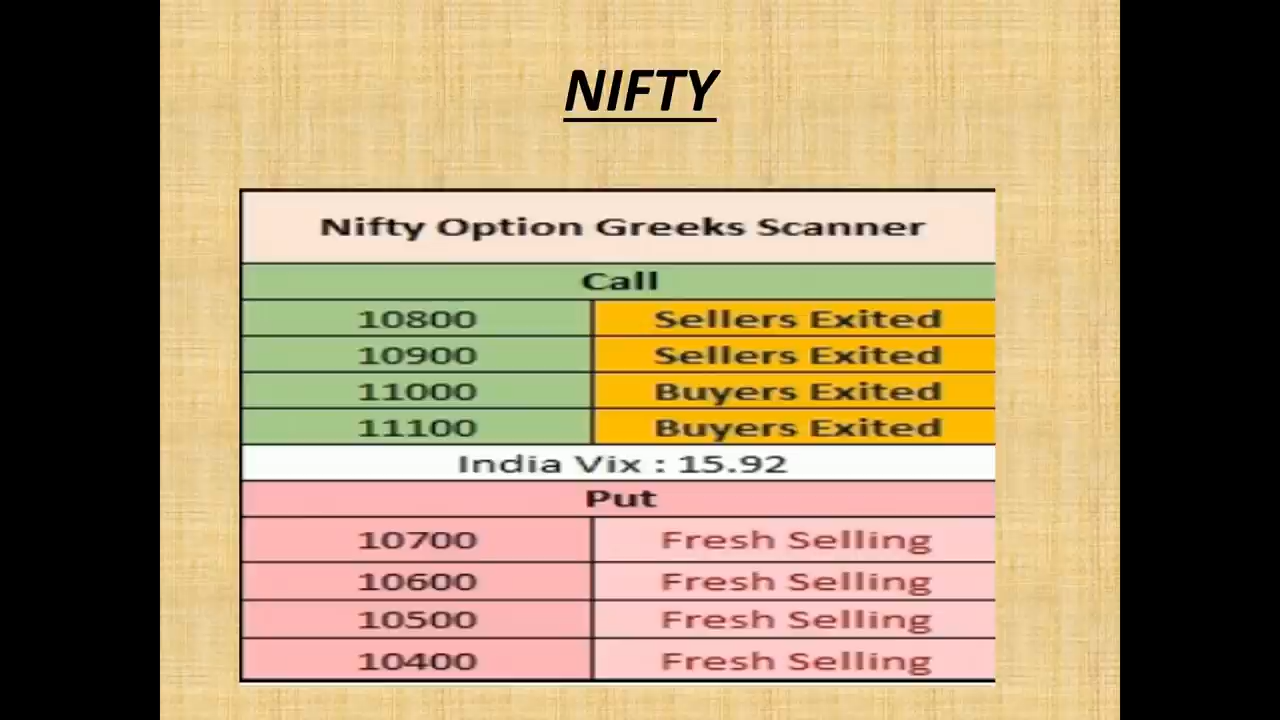 NIFTY
Nifty Option Greeks Scanner
Call
10800 Sellers Exited
10900 Sellers Exited
11000 Buyers Exited
11100 Buyers Exited
India Vix : 15.92
Put
10700 Fresh Selling
10600 Fresh Selling
10500 Fresh Selling
10400 Fresh Selling